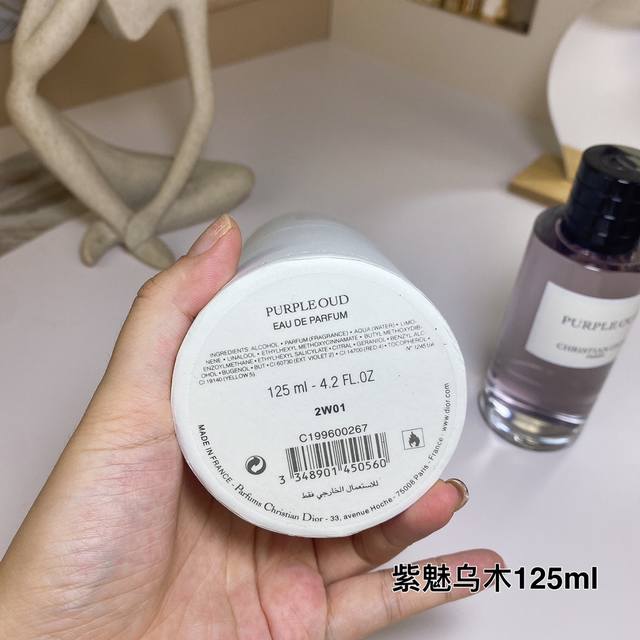 PURPLE OUD
EAU DE PARFUM
INGREDIENTS: ALCOHOL • PARFUM (FRAGRANCE) • AQUA (WATER) • LIMO-
NENE • LINALOOL • ETHYLHEXYL METHOXYCINNAMATE • BUTYL METHOXYDIB-
ENZOYLMETHANE • ETHYLHEXYL SALICYLATE • CITRAL • GERANIOL • BENZYL ALC-
OHOL • BUGENOL • BUT • CI 60730 (EXT. VIOLET 2) • CI 14700 (RED 4) • TOCOPHEROL
CI 19140 (YELLOW 5).
125 ml - 4.2 FL.OZ
2W01
C199600267
3 348901 450560
للاستعمال الخارجي فقط
MADE IN FRANCE - Parfums Christian Dior - 33, avenue Hoche - 75008 Paris - France - www.dior.com
PURPLE OUD
紫魅乌木125ml